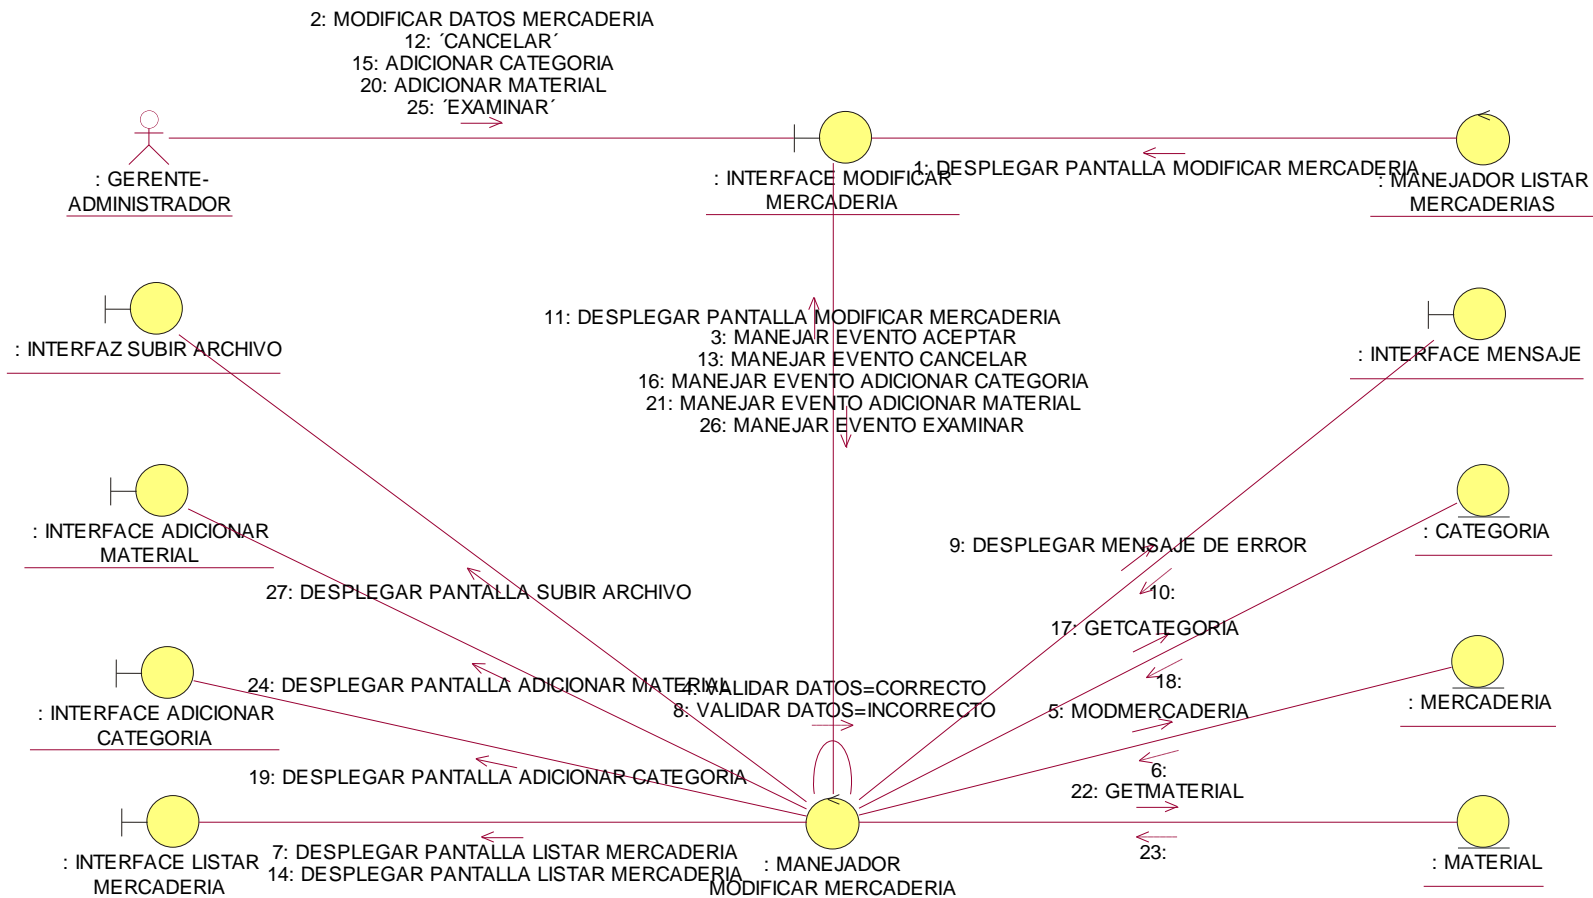 2: MODIFICAR DATOS MERCADERIA
12: ´CANCELAR´
15: ADICIONAR CATEGORIA
20: ADICIONAR MATERIAL
25: ´EXAMINAR´
: GERENTE-
ADMINISTRADOR
: INTERFACE MODIFICAR
MERCADERIA
1: DESPLEGAR PANTALLA MODIFICAR MERCADERIA
: MANEJADOR LISTAR
MERCADERIAS
: INTERFAZ SUBIR ARCHIVO
11: DESPLEGAR PANTALLA MODIFICAR MERCADERIA
3: MANEJAR EVENTO ACEPTAR
13: MANEJAR EVENTO CANCELAR
16: MANEJAR EVENTO ADICIONAR CATEGORIA
21: MANEJAR EVENTO ADICIONAR MATERIAL
26: MANEJAR EVENTO EXAMINAR
: INTERFACE MENSAJE
: INTERFACE ADICIONAR
MATERIAL
9: DESPLEGAR MENSAJE DE ERROR
10:
: CATEGORIA
27: DESPLEGAR PANTALLA SUBIR ARCHIVO
17: GETCATEGORIA
18:
24: DESPLEGAR PANTALLA ADICIONAR MATERIAL
4: VALIDAR DATOS=CORRECTO
8: VALIDAR DATOS=INCORRECTO
: INTERFACE ADICIONAR
CATEGORIA
5: MODMERCADERIA
6:
: MERCADERIA
19: DESPLEGAR PANTALLA ADICIONAR CATEGORIA
22: GETMATERIAL
23:
: INTERFACE LISTAR
MERCADERIA
7: DESPLEGAR PANTALLA LISTAR MERCADERIA
14: DESPLEGAR PANTALLA LISTAR MERCADERIA
: MANEJADOR
MODIFICAR MERCADERIA
: MATERIAL